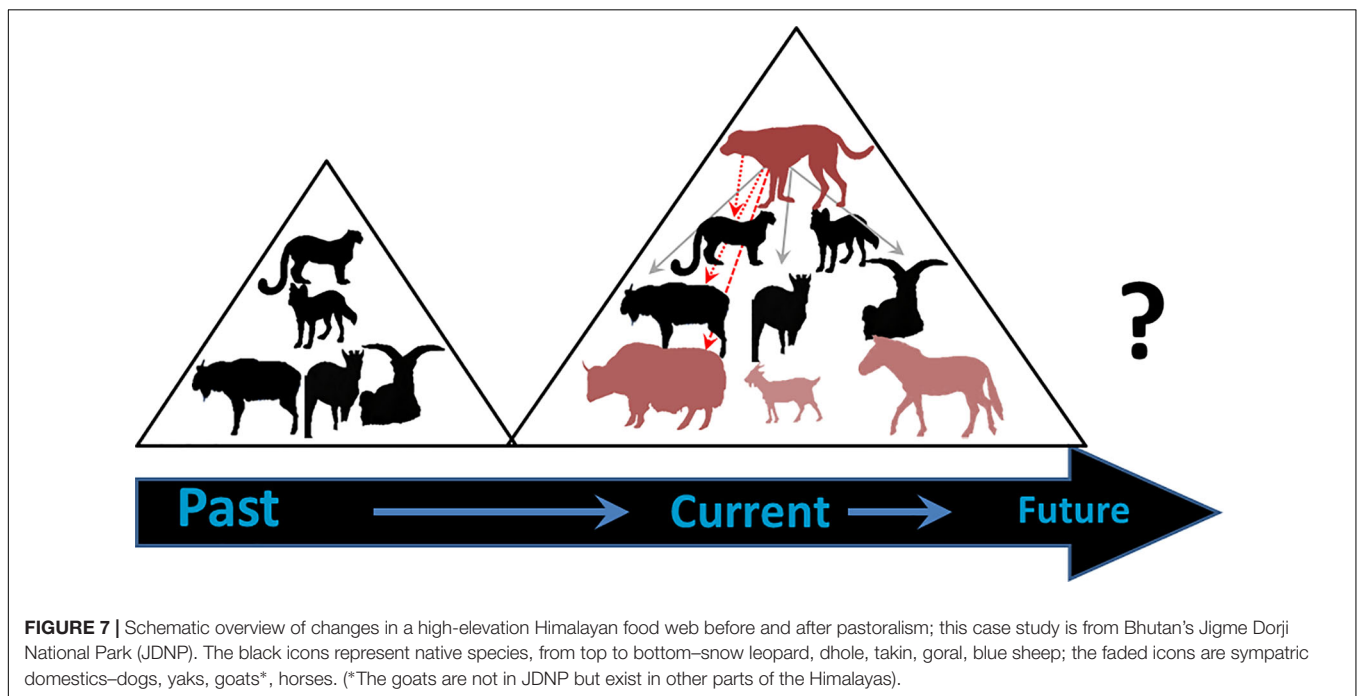 ?
Past Current Future
FIGURE 7 | Schematic overview of changes in a high-elevation Himalayan food web before and after pastoralism; this case study is from Bhutan's Jigme Dorji
National Park (JDNP). The black icons represent native species, from top to bottom–snow leopard, dhole, takin, goral, blue sheep; the faded icons are sympatric
domestics–dogs, yaks, goats*, horses. (*The goats are not in JDNP but exist in other parts of the Himalayas).